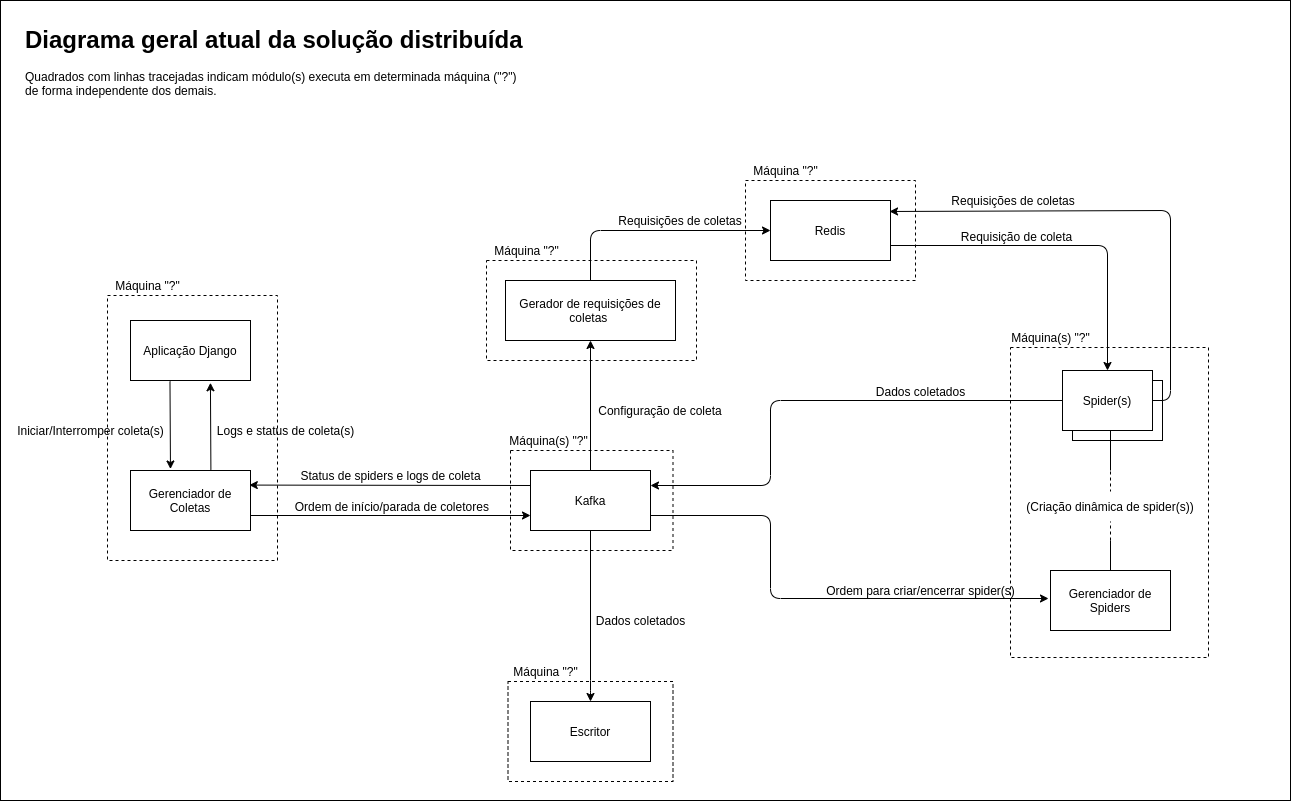 Diagrama geral atual da solução distribuída
Quadrados com linhas tracejadas indicam módulo(s) executa em determinada máquina ("?")
de forma independente dos demais.
Máquina "?"
Redis
Requisições de coletas
Requisições de coletas
Requisição de coleta
Máquina "?"
Gerador de requisições de
coletas
Máquina "?"
Aplicação Django
Iniciar/Interromper coleta(s)
Logs e status de coleta(s)
Gerenciador de
Coletas
Status de spiders e logs de coleta
Ordem de início/parada de coletores
Configuração de coleta
Máquina(s) "?"
Kafka
Dados coletados
Máquina(s) "?"
Spider(s)
(Criação dinâmica de spider(s))
Ordem para criar/encerrar spider(s)
Gerenciador de
Spiders
Dados coletados
Máquina "?"
Escritor